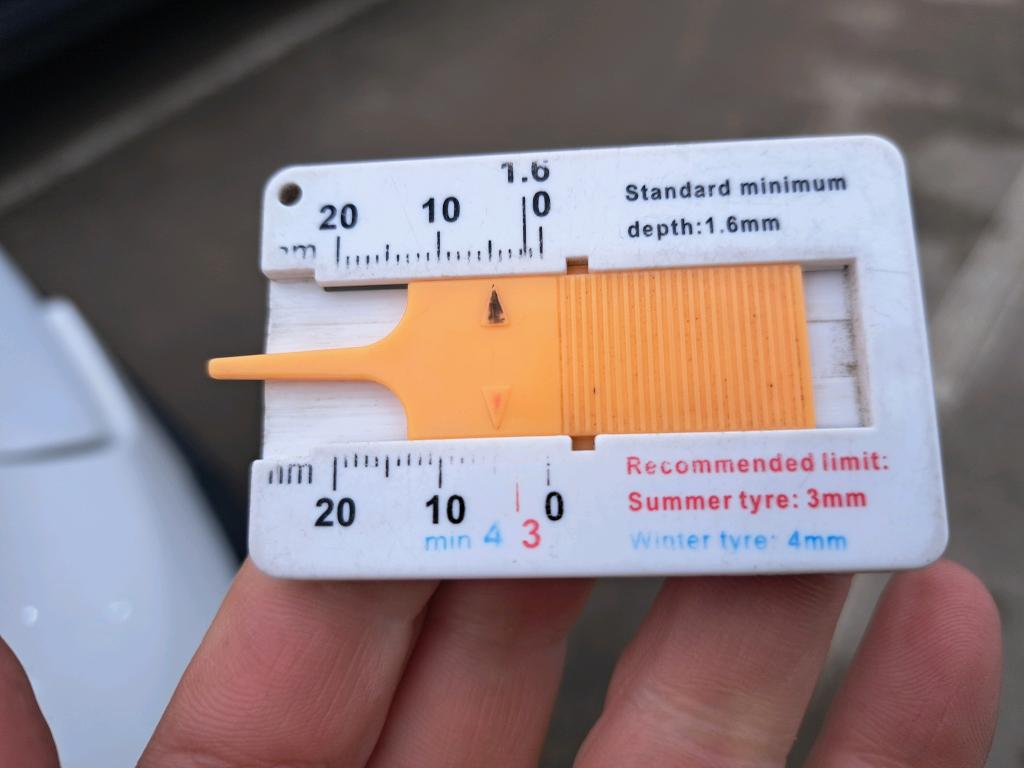 1.6
20 10 0
mm
Standard minimum
depth:1.6mm
mm
20 10 0
min 4 3
Recommended limit:
Summer tyre: 3mm
Winter tyre: 4mm